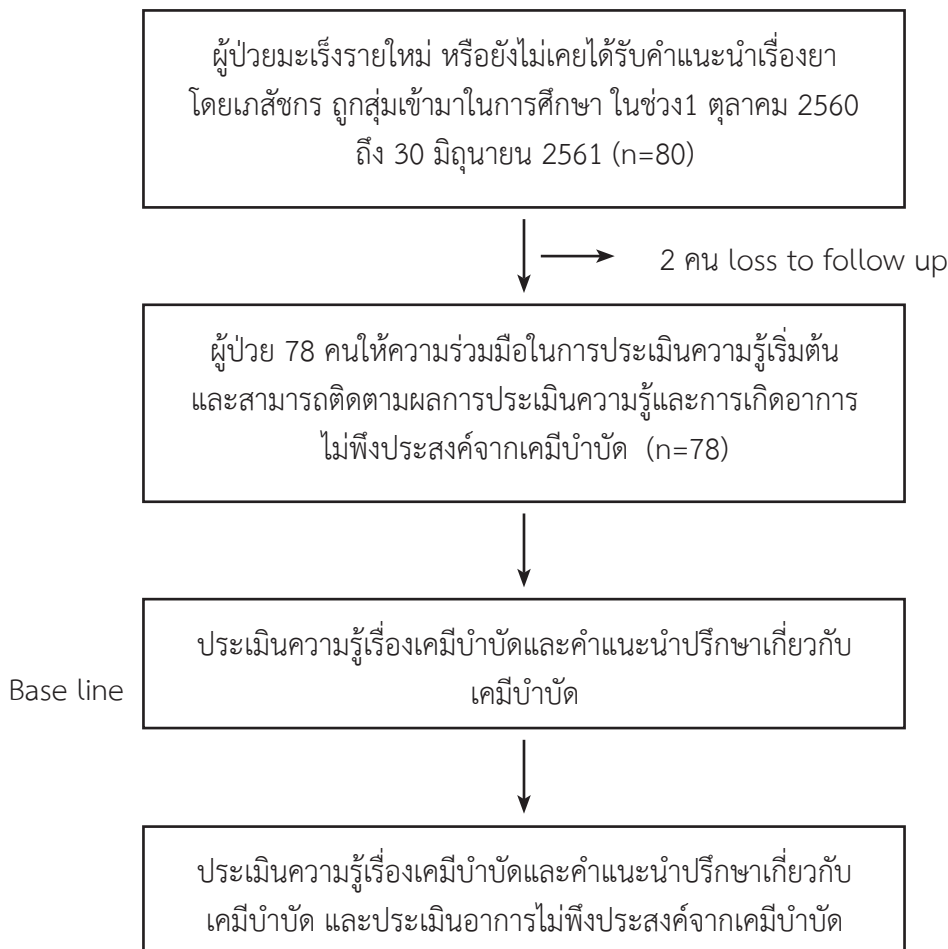 ผู้ป่วยมะเร็งรายใหม่ หรือยังไม่เคยได้รับคำแนะนำเรื่องยา
โดยเภสัชกร ถูกสุ่มเข้ามาในการศึกษา ในช่วง1 ตุลาคม 2560
ถึง 30 มิถุนายน 2561 (n=80)
2 คน loss to follow up
ผู้ป่วย 78 คนให้ความร่วมมือในการประเมินความรู้เริ่มต้น
และสามารถติดตามผลการประเมินความรู้และการเกิดอาการ
ไม่พึงประสงค์จากเคมีบำบัด (n=78)
ประเมินความรู้เรื่องเคมีบำบัดและคำแนะนำปรึกษาเกี่ยวกับ
Base line
เคมีบำบัด
ประเมินความรู้เรื่องเคมีบำบัดและคำแนะนำปรึกษาเกี่ยวกับ
เคมีบำบัด และประเมินอาการไม่พึงประสงค์จากเคมีบำบัด